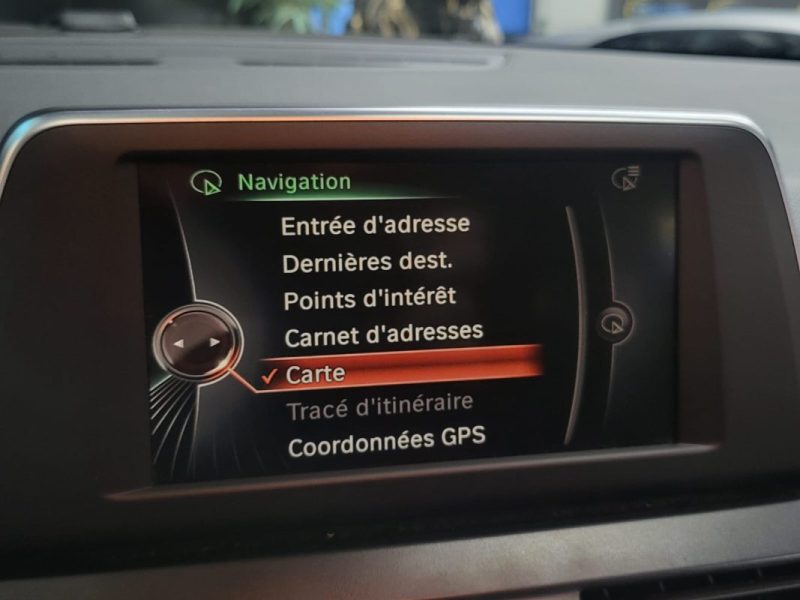 Navigation
Entrée d'adresse
Dernières dest.
Points d'intérêt
Carnet d'adresses
✓ Carte
Tracé d'itinéraire
Coordonnées GPS